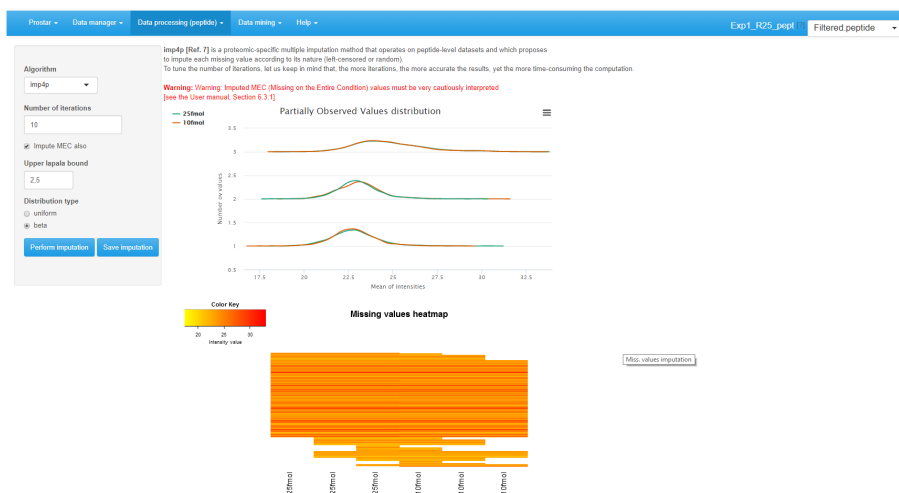 Prostar Data manager Data processing (peptide) Data mining Help Exp1_R25_pept Filtered.peptide
imp4p [Ref. 7] is a proteomic-specific multiple imputation method that operates on peptide-level datasets and which proposes
to impute each missing value according to its nature (left-censored or random).
To tune the number of iterations, let us keep in mind that, the more iterations, the more accurate the results, yet the more time-consuming the computation.
Warning: Warning: Imputed MEC (Missing on the Entire Condition) values must be very cautiously interpreted
[see the User manual, Section 6.3.1].
Algorithm
imp4p
Number of iterations
10
Impute MEC also
Upper lapala bound
2,5
Distribution type
uniform
beta
Perform imputation Save imputation
Partially Observed Values distribution
25fmol
10fmol
Number ov values
3.5
3
2.5
2
1.5
1
0.5
17.5 20 22.5 25 27.5 30 32.5
Mean of intensities
Color Key
20 25 30
Intensity value
Missing values heatmap
Miss. values imputation
25fmol
25fmol
25fmol
10fmol
10fmol
10fmol